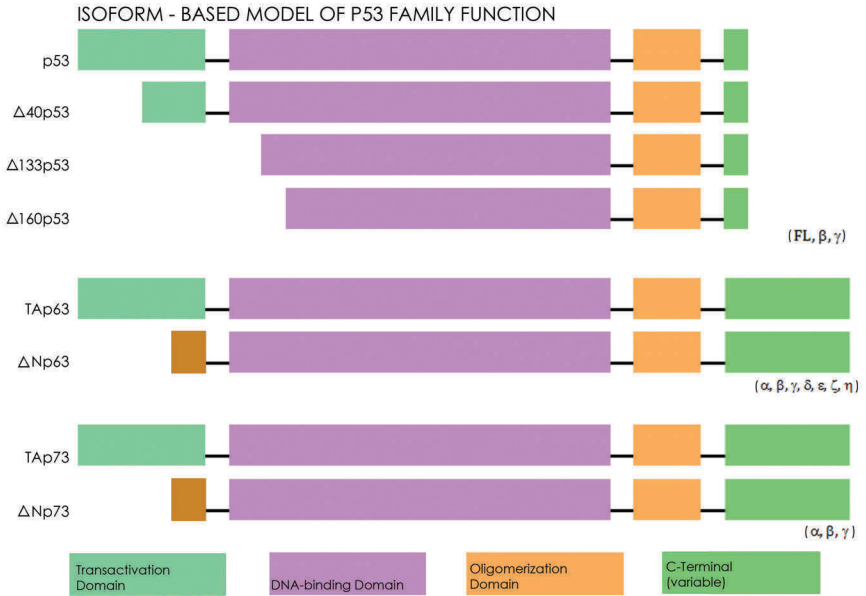 ISOFORM - BASED MODEL OF P53 FAMILY FUNCTION
p53
Δ40p53
Δ133p53
Δ160p53
(FL, β, γ)
TAp63
ΔNp63
(α, β, γ, δ, ε, ζ, η)
TAp73
ΔNp73
(α, β, γ)
Transactivation
Domain
DNA-binding Domain
Oligomerization
Domain
C-Terminal
(variable)